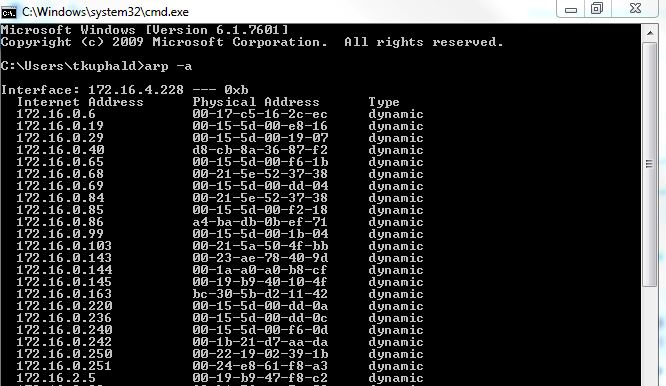 C:\Windows\system32\cmd.exe
Microsoft Windows [Version 6.1.7601]
Copyright (c) 2009 Microsoft Corporation.  All rights reserved.
C:\Users\tkuphald>arp -a
Interface: 172.16.4.228 --- 0xb
Internet Address      Physical Address      Type
172.16.0.6            00-17-c5-16-2c-ec     dynamic
172.16.0.19           00-15-5d-00-e8-16     dynamic
172.16.0.29           00-15-5d-00-19-07     dynamic
172.16.0.40           d8-cb-8a-36-87-f2     dynamic
172.16.0.65           00-15-5d-00-f6-1b     dynamic
172.16.0.68           00-21-5e-52-37-38     dynamic
172.16.0.69           00-15-5d-00-dd-04     dynamic
172.16.0.84           00-21-5e-52-37-38     dynamic
172.16.0.85           00-15-5d-00-f2-18     dynamic
172.16.0.86           a4-ba-db-0b-ef-71     dynamic
172.16.0.99           00-15-5d-00-1b-04     dynamic
172.16.0.103          00-21-5a-50-4f-bb     dynamic
172.16.0.143          00-23-ae-78-40-9d     dynamic
172.16.0.144          00-1a-a0-a0-b8-cf     dynamic
172.16.0.145          00-19-b9-40-10-4f     dynamic
172.16.0.163          bc-30-5b-d2-11-42     dynamic
172.16.0.220          00-15-5d-00-dd-0a     dynamic
172.16.0.236          00-15-5d-00-dd-0c     dynamic
172.16.0.240          00-15-5d-00-f6-0d     dynamic
172.16.0.242          00-1b-21-d7-aa-da     dynamic
172.16.0.250          00-22-19-02-39-1b     dynamic
172.16.0.251          00-24-e8-61-f8-a3     dynamic
172.16.2.5            00-19-b9-47-f8-c2     dynamic